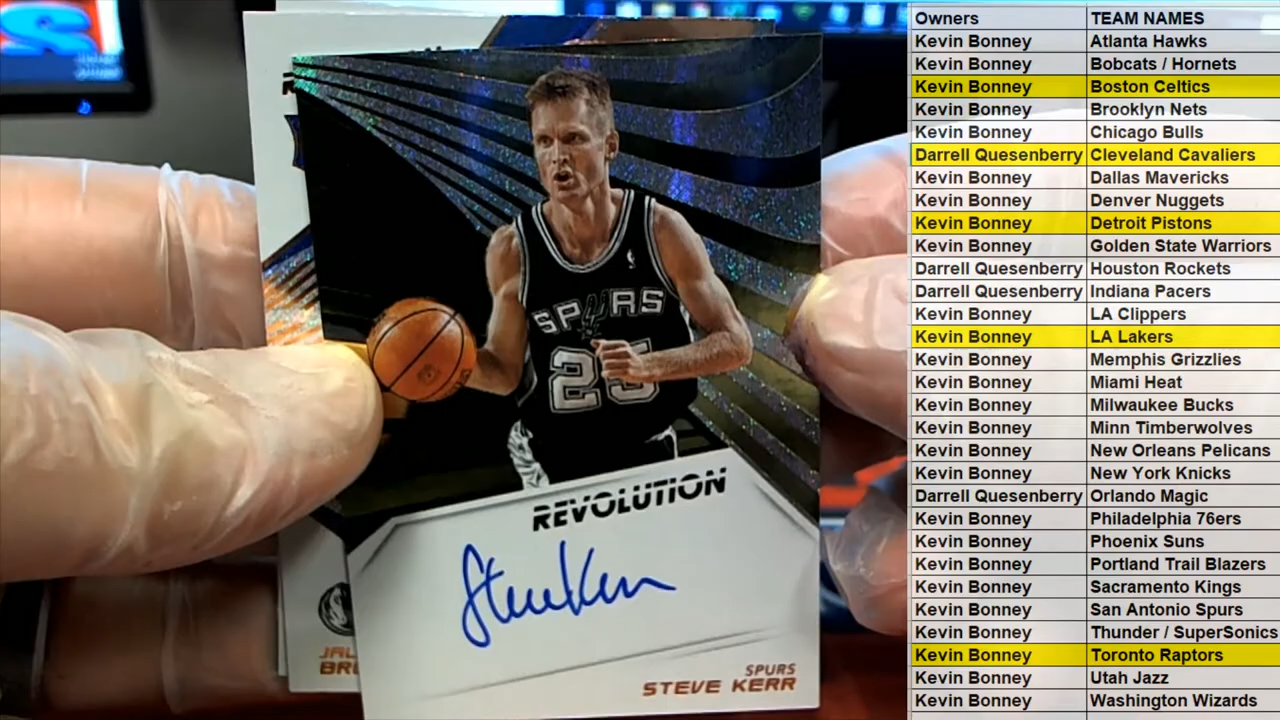 SPURS
25
REVOLUTION
Steve Kerr
SPURS
STEVE KERR
Owners TEAM NAMES
Kevin Bonney Atlanta Hawks
Kevin Bonney Bobcats / Hornets
Kevin Bonney Boston Celtics
Kevin Bonney Brooklyn Nets
Kevin Bonney Chicago Bulls
Darrell Quesenberry Cleveland Cavaliers
Kevin Bonney Dallas Mavericks
Kevin Bonney Denver Nuggets
Kevin Bonney Detroit Pistons
Kevin Bonney Golden State Warriors
Darrell Quesenberry Houston Rockets
Darrell Quesenberry Indiana Pacers
Kevin Bonney LA Clippers
Kevin Bonney LA Lakers
Kevin Bonney Memphis Grizzlies
Kevin Bonney Miami Heat
Kevin Bonney Milwaukee Bucks
Kevin Bonney Minn Timberwolves
Kevin Bonney New Orleans Pelicans
Kevin Bonney New York Knicks
Darrell Quesenberry Orlando Magic
Kevin Bonney Philadelphia 76ers
Kevin Bonney Phoenix Suns
Kevin Bonney Portland Trail Blazers
Kevin Bonney Sacramento Kings
Kevin Bonney San Antonio Spurs
Kevin Bonney Thunder / SuperSonics
Kevin Bonney Toronto Raptors
Kevin Bonney Utah Jazz
Kevin Bonney Washington Wizards